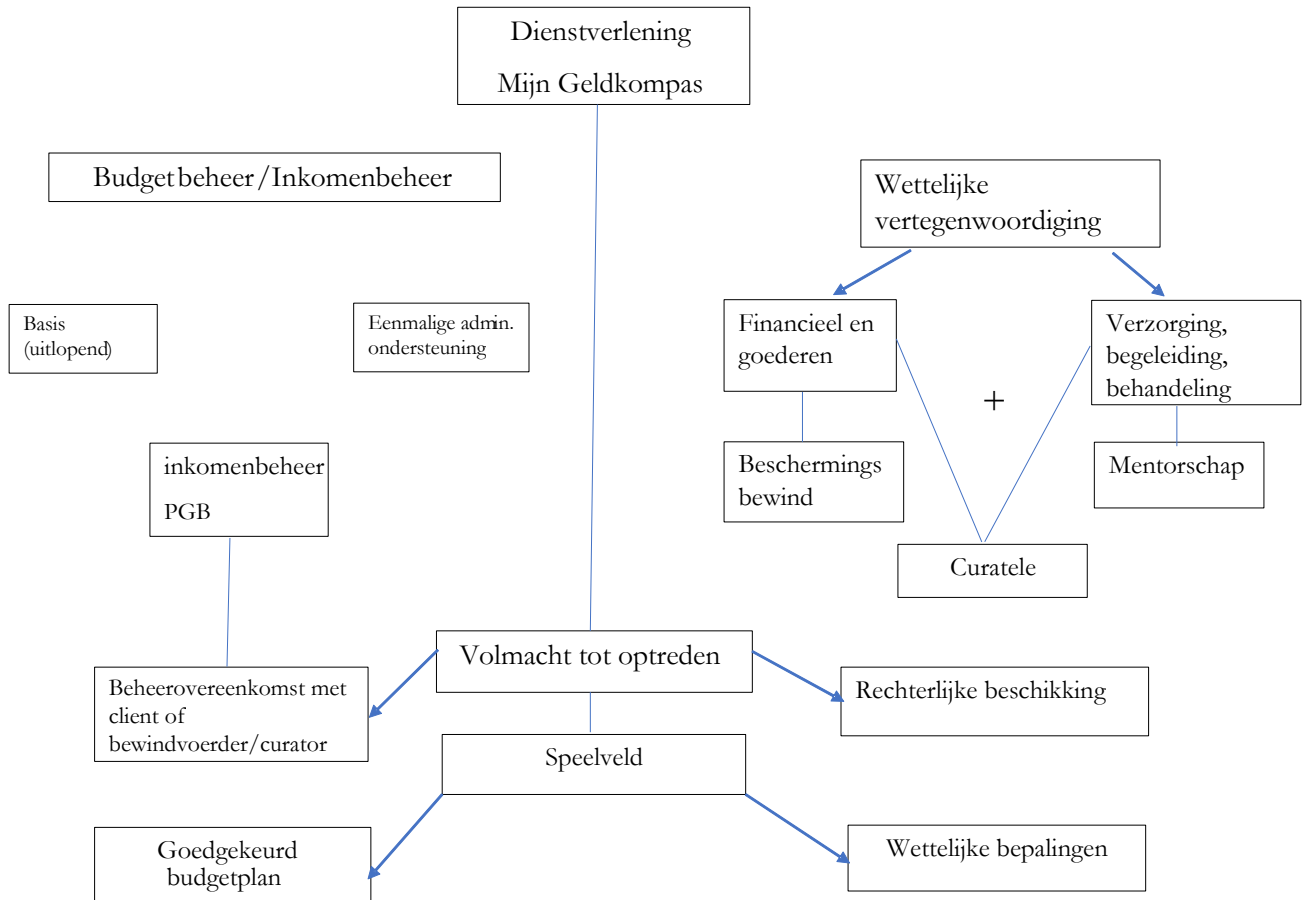 Dienstverlening
Mijn Geldkompas
Budgetbeheer/Inkomenbeheer
Wettelijke
vertegenwoordiging
Basis
(uitlopend)
Eenmalige admin.
ondersteuning
Financieel en
goederen
Verzorging,
begeleiding,
behandeling
+
inkomenbeheer
PGB
Beschermings
bewind
Mentorschap
Curatele
Volmacht tot optreden
Beheerovereenkomst met
client of
bewindvoerder/curator
Rechterlijke beschikking
Speelveld
Goedgekeurd
budgetplan
Wettelijke bepalingen